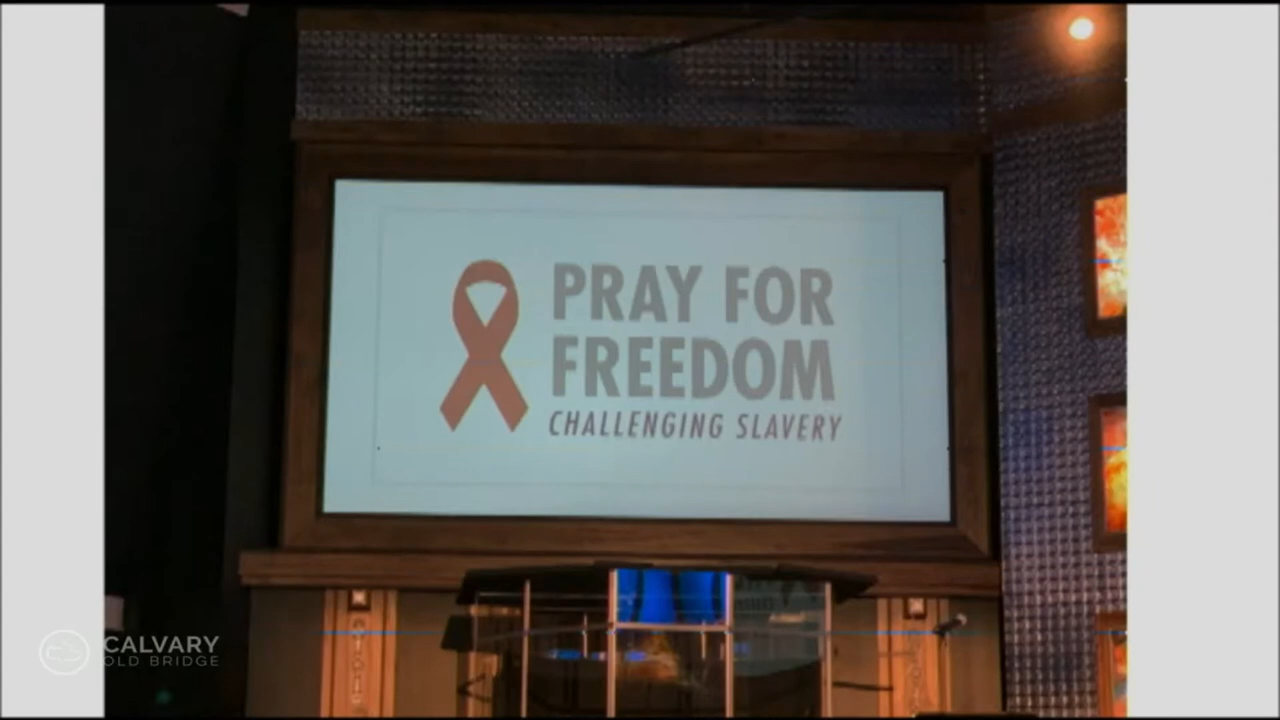 PRAY FOR
FREEDOM
CHALLENGING SLAVERY
CALVARY
OLD BRIDGE